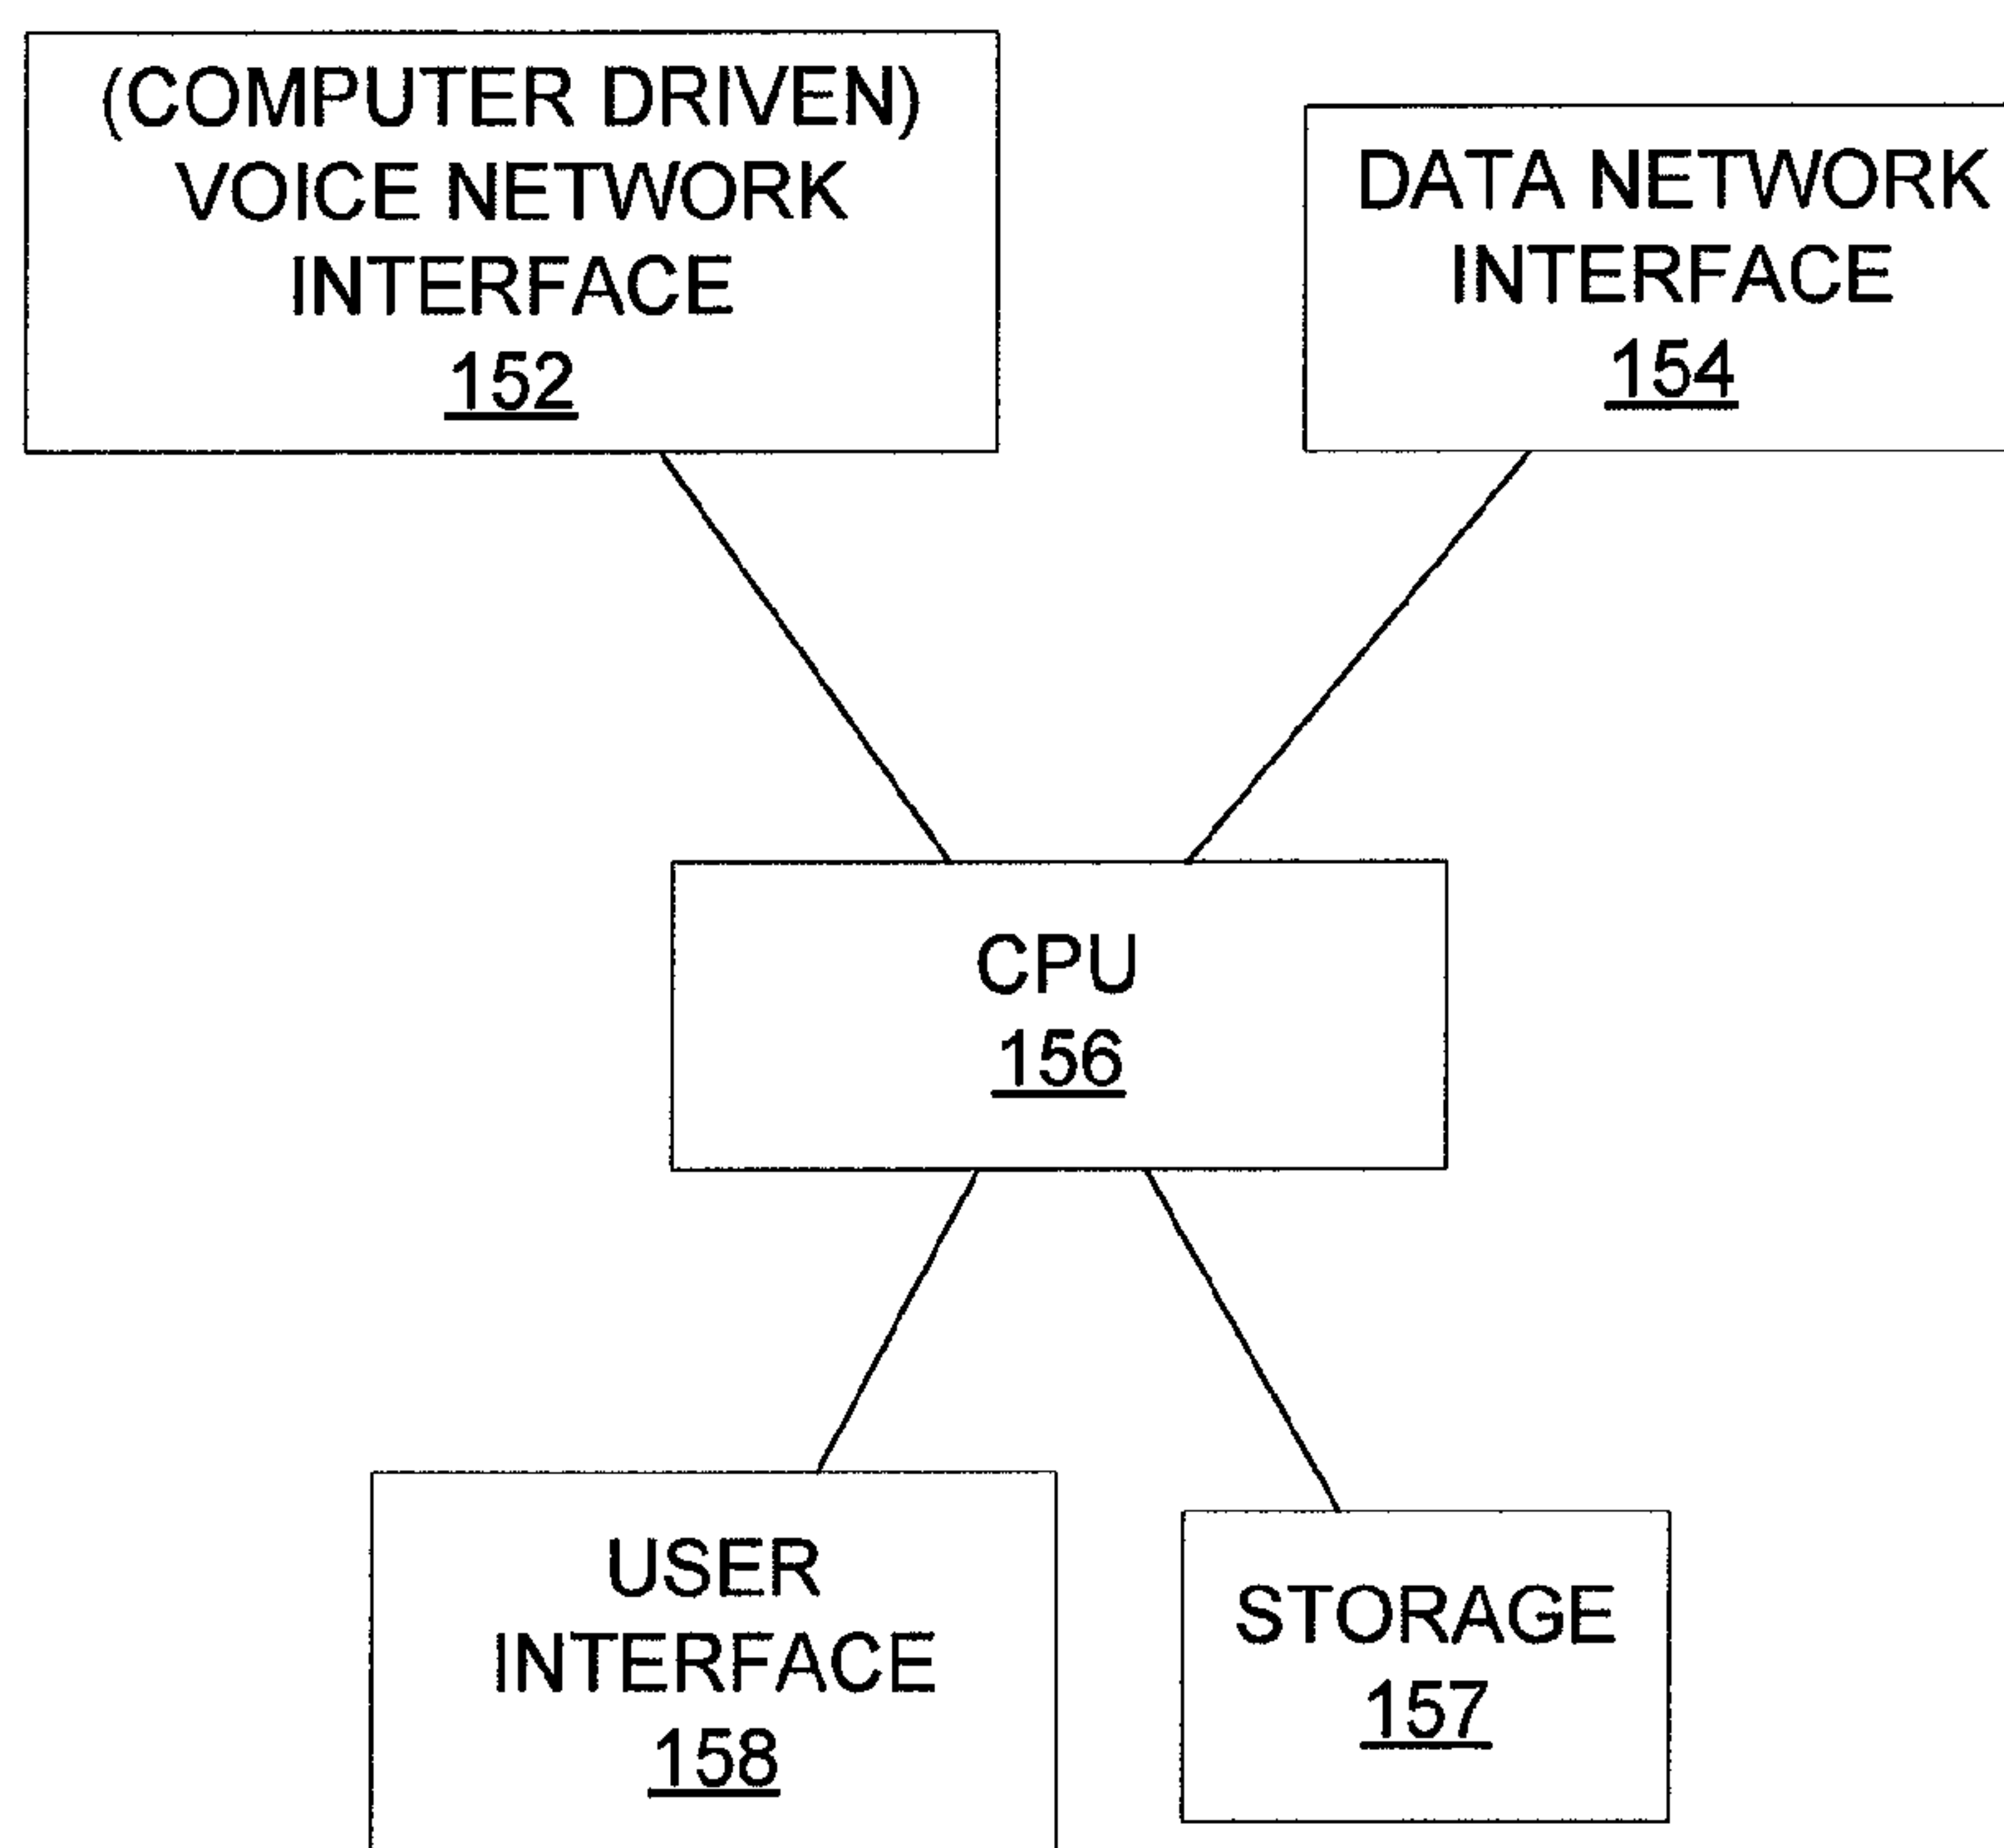 (COMPUTER DRIVEN)
VOICE NETWORK
INTERFACE
152
DATA NETWORK
INTERFACE
154
CPU
156
USER
INTERFACE
158
STORAGE
157